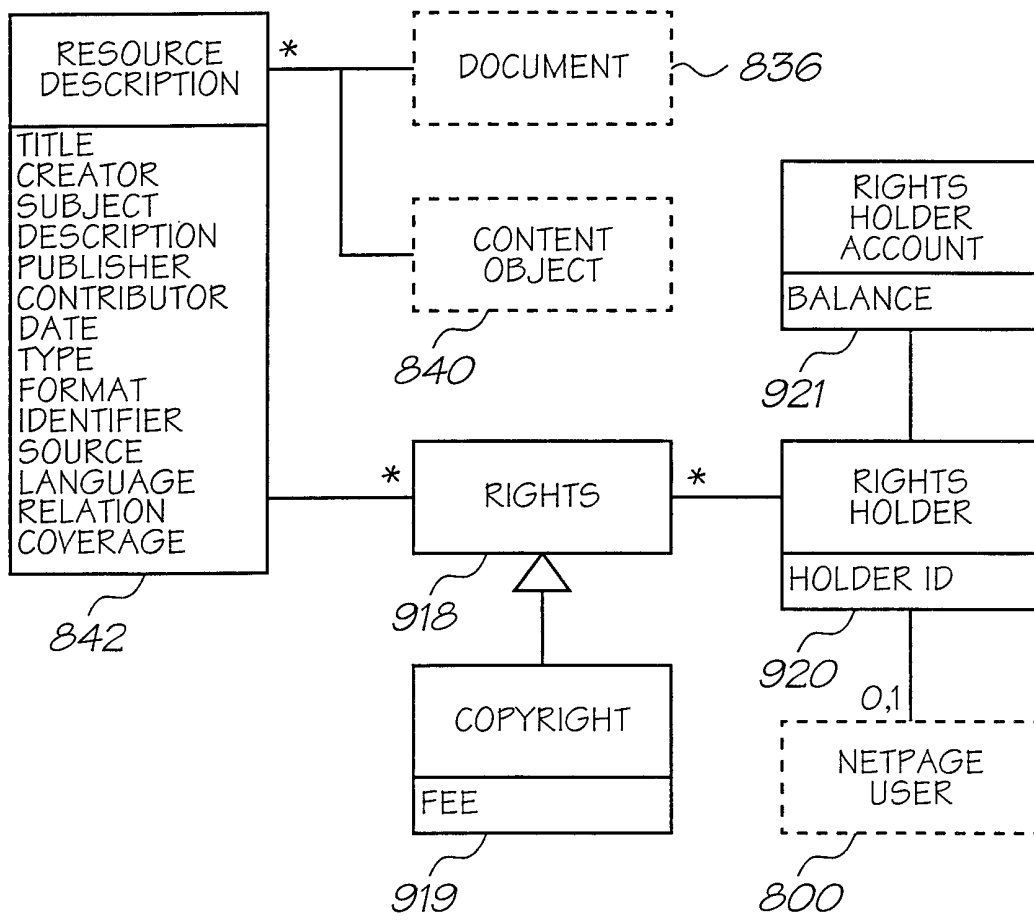 RESOURCE
DESCRIPTION
TITLE
CREATOR
SUBJECT
DESCRIPTION
PUBLISHER
CONTRIBUTOR
DATE
TYPE
FORMAT
IDENTIFIER
SOURCE
LANGUAGE
RELATION
COVERAGE
842
*
DOCUMENT
836
CONTENT
OBJECT
840
RIGHTS
HOLDER
ACCOUNT
BALANCE
921
*
RIGHTS
*
918
RIGHTS
HOLDER
HOLDER ID
920
COPYRIGHT
FEE
919
0,1
NETPAGE
USER
800